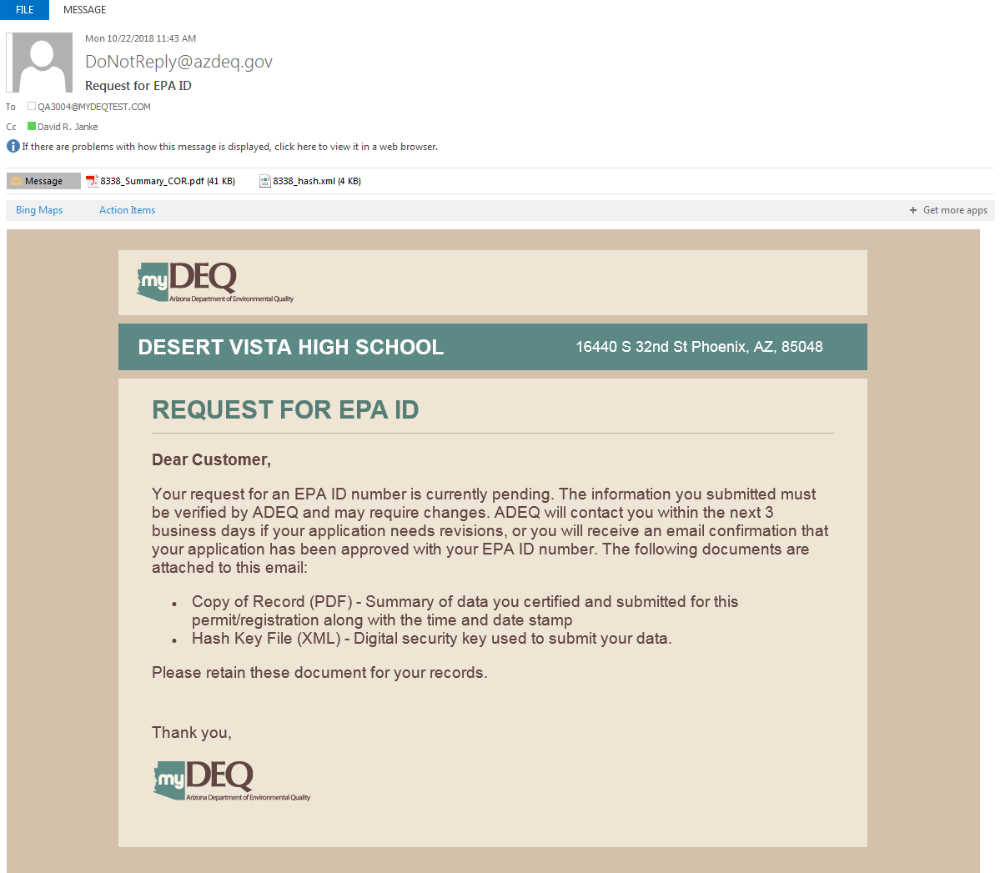 FILE MESSAGE
Mon 10/22/2018 11:43 AM
DoNotReply@azdeq.gov
Request for EPA ID
To QA3004@MYDEQTEST.COM
Cc David R. Janke
If there are problems with how this message is displayed, click here to view it in a web browser.
Message 8338_Summary_COR.pdf (41 KB) 8338_hash.xml (4 KB)
Bing Maps Action Items + Get more apps
myDEQ
Arizona Department of Environmental Quality
DESERT VISTA HIGH SCHOOL 16440 S 32nd St Phoenix, AZ, 85048
REQUEST FOR EPA ID
Dear Customer,
Your request for an EPA ID number is currently pending. The information you submitted must
be verified by ADEQ and may require changes. ADEQ will contact you within the next 3
business days if your application needs revisions, or you will receive an email confirmation that
your application has been approved with your EPA ID number. The following documents are
attached to this email:
• Copy of Record (PDF) - Summary of data you certified and submitted for this
permit/registration along with the time and date stamp
• Hash Key File (XML) - Digital security key used to submit your data.
Please retain these document for your records.
Thank you,
myDEQ
Arizona Department of Environmental Quality